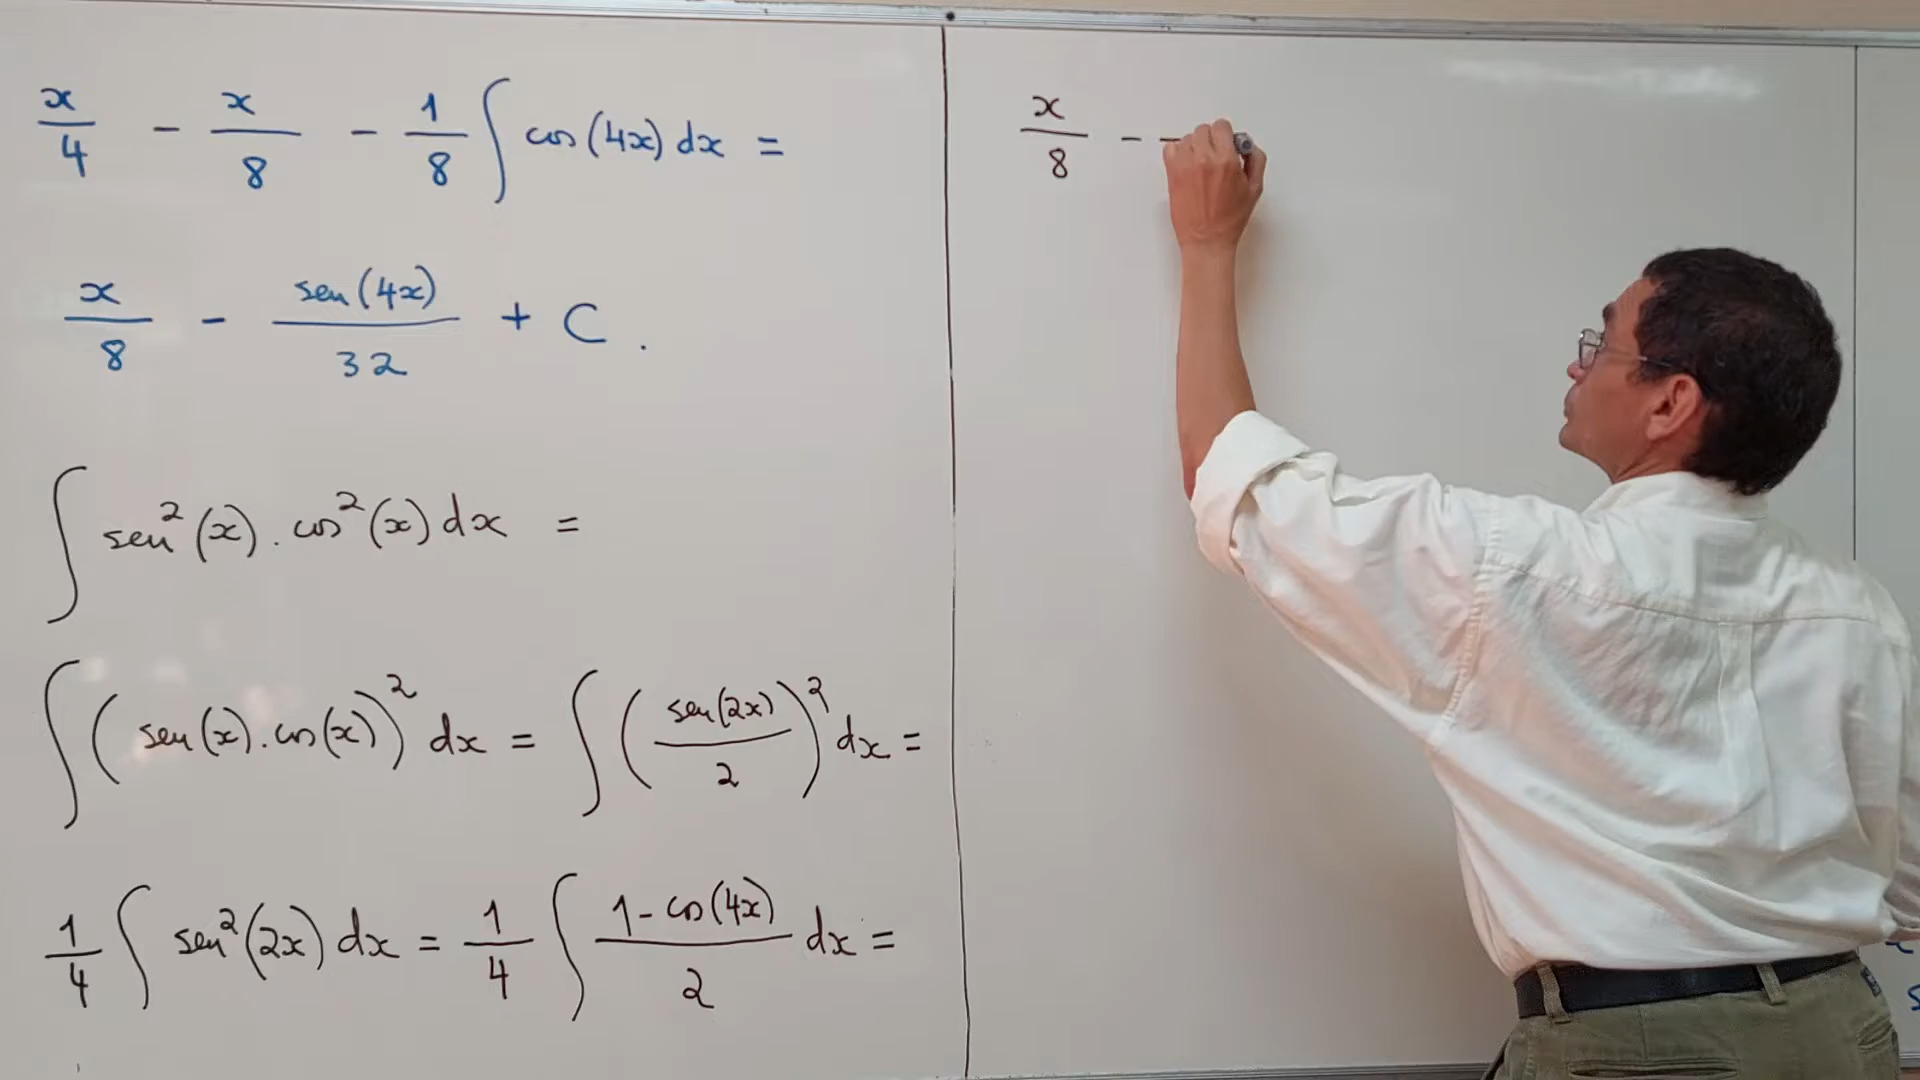 x/4 - x/8 - 1/8 ∫ cos(4x) dx =
x/8 - sen(4x)/32 + C .
∫ sen²(x) . cos²(x) dx =
∫ (sen(x) . cos(x))² dx = ∫ (sen(2x)/2)² dx =
1/4 ∫ sen²(2x) dx = 1/4 ∫ 1 - cos(4x)/2 dx =
x/8 - -